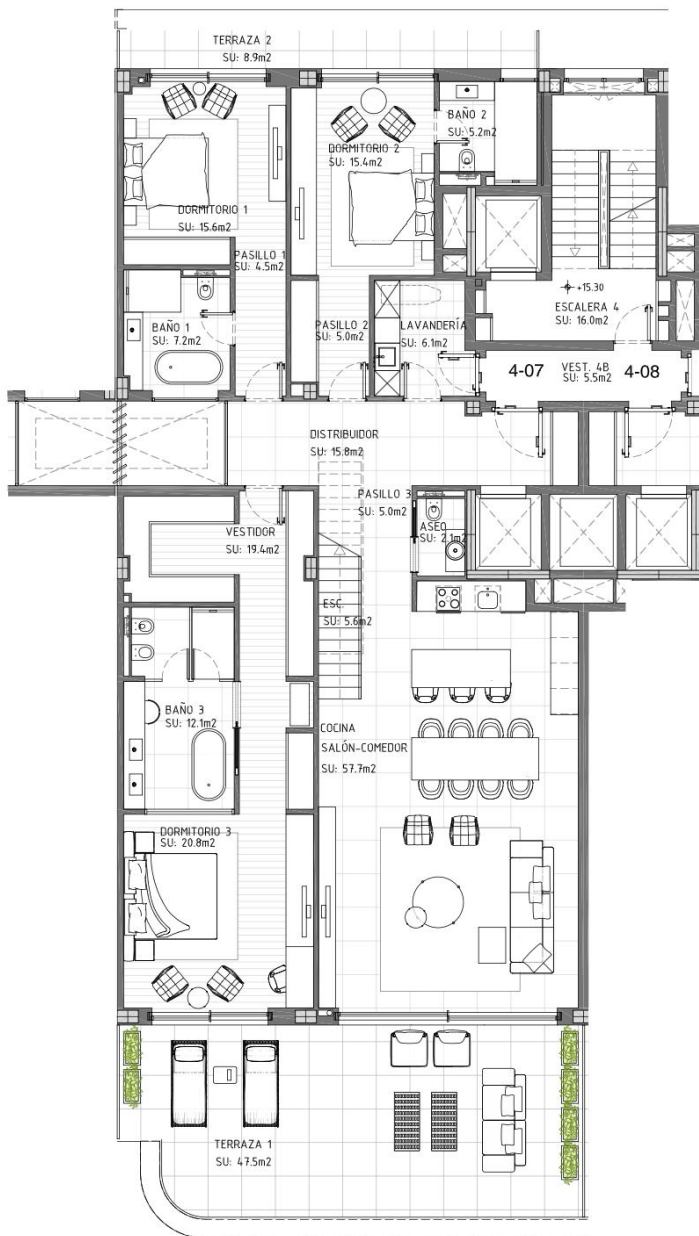 TERRAZA 2
SU: 8.9m2
BAÑO 2
SU: 5.2m2
DORMITORIO 2
SU: 15.4m2
DORMITORIO 1
SU: 15.6m2
PASILLO 1
SU: 4.5m2
+15.30
ESCALERA 4
SU: 16.0m2
BAÑO 1
SU: 7.2m2
PASILLO 2
SU: 5.0m2
LAVANDERÍA
SU: 6.1m2
4-07
VEST. 4B
SU: 5.5m2
4-08
DISTRIBUIDOR
SU: 15.8m2
PASILLO 3
SU: 5.0m2
VESTIDOR
SU: 19.4m2
ASEO
SU: 2.1m2
ESC.
SU: 5.6m2
BAÑO 3
SU: 12.1m2
COCINA
SALÓN-COMEDOR
SU: 57.7m2
DORMITORIO 3
SU: 20.8m2
TERRAZA 1
SU: 47.5m2